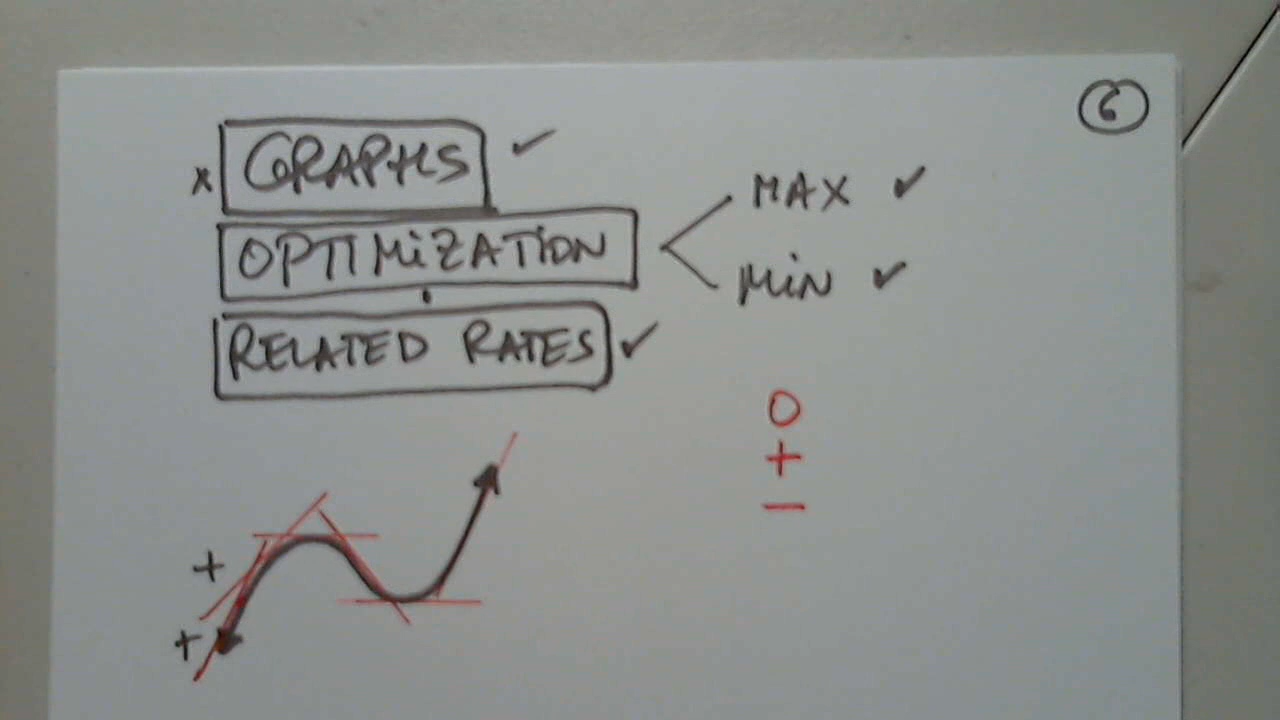 6
x GRAPHS ✓
OPTIMiZATiON
MAX ✓
MiN ✓
RELATED RATES ✓
0
+
−
+
+